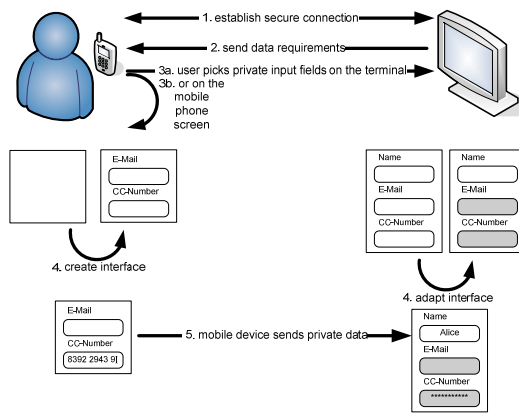 1. establish secure connection
2. send data requirements
3a. user picks private input fields on the terminal
3b. or on the
mobile
phone
screen
E-Mail
CC-Number
4. create interface
Name
E-Mail
CC-Number
Name
E-Mail
CC-Number
4. adapt interface
E-Mail
CC-Number
8392 2943 9
5. mobile device sends private data
Name
Alice
E-Mail
CC-Number
***********